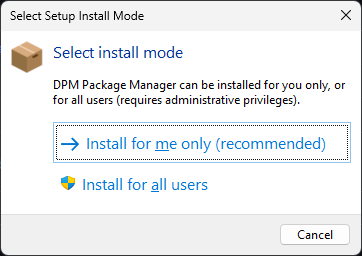 Select Setup Install Mode
Select install mode
DPM Package Manager can be installed for you only, or
for all users (requires administrative privileges).
Install for me only (recommended)
Install for all users
Cancel